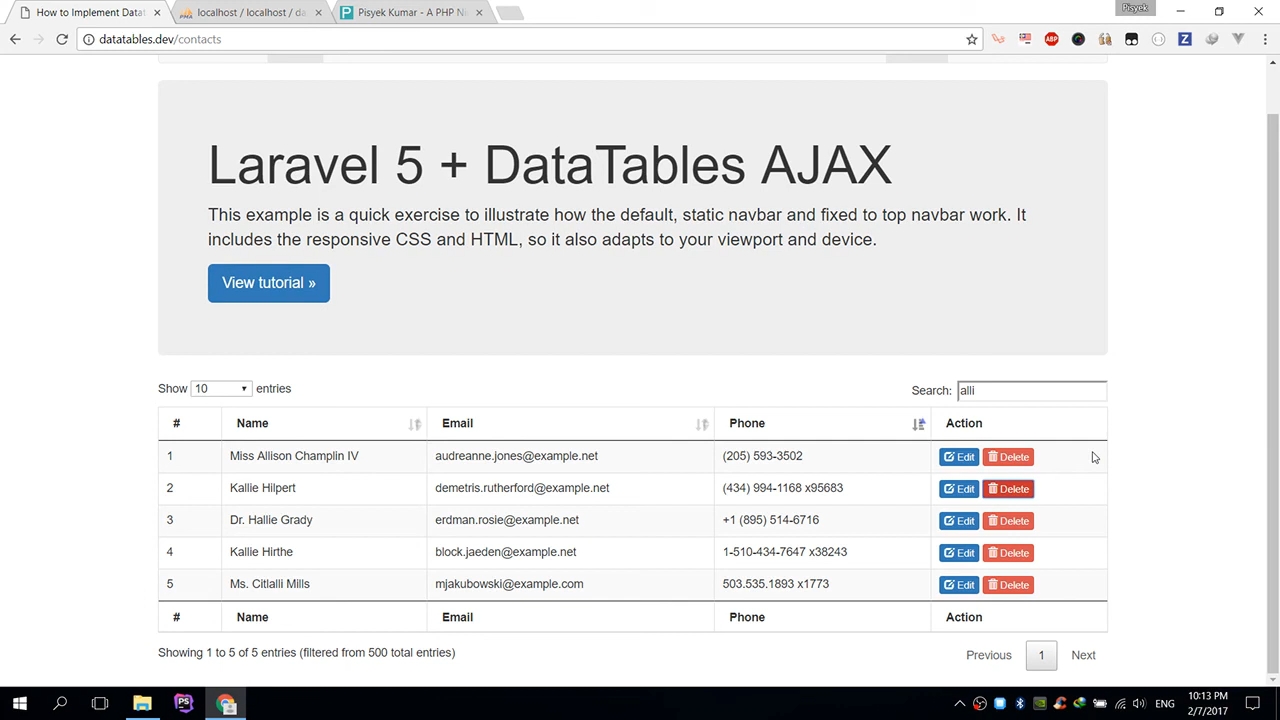 How to Implement Data
localhost / localhost / da
Pisyek Kumar - A PHP Ni
Pisyek
datatables.dev/contacts
Laravel 5 + DataTables AJAX
This example is a quick exercise to illustrate how the default, static navbar and fixed to top navbar work. It
includes the responsive CSS and HTML, so it also adapts to your viewport and device.
View tutorial »
Show 10 entries
Search: alli
# Name Email Phone Action
1 Miss Allison Champlin IV audreanne.jones@example.net (205) 593-3502 Edit Delete
2 Kallie Hilpert demetris.rutherford@example.net (434) 994-1168 x95683 Edit Delete
3 Dr. Hallie Grady erdman.rosie@example.net +1 (895) 514-6716 Edit Delete
4 Kallie Hirthe block.jaeden@example.net 1-510-434-7647 x38243 Edit Delete
5 Ms. Citlalli Mills mjakubowski@example.com 503.535.1893 x1773 Edit Delete
# Name Email Phone Action
Showing 1 to 5 of 5 entries (filtered from 500 total entries)
Previous 1 Next
ENG
10:13 PM
2/7/2017